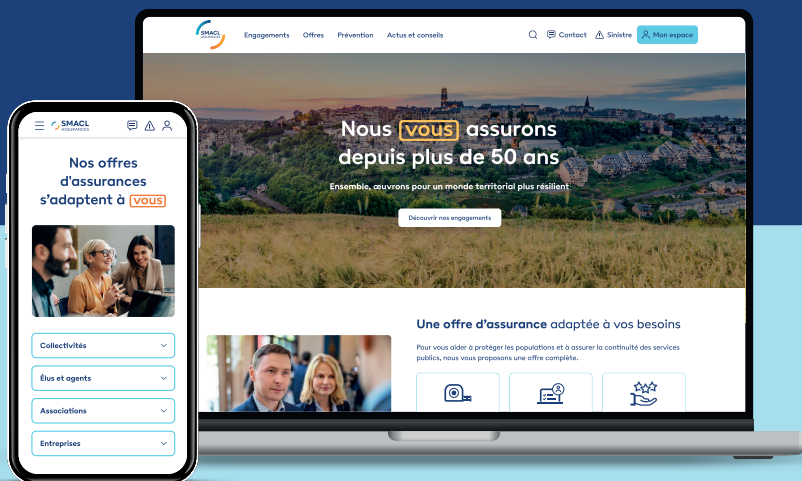 SMACL
ASSURANCES
Engagements
Offres
Prévention
Actus et conseils
Contact
Sinistre
Mon espace
Nous vous assurons
depuis plus de 50 ans
Ensemble, œuvrons pour un monde territorial plus résilient
Découvrir nos engagements
Une offre d'assurance adaptée à vos besoins
Pour vous aider à protéger les populations et à assurer la continuité des services
publics, nous vous proposons une offre complète.
SMACL
ASSURANCES
Nos offres
d'assurances
s'adaptent à vous
Collectivités
Élus et agents
Associations
Entreprises